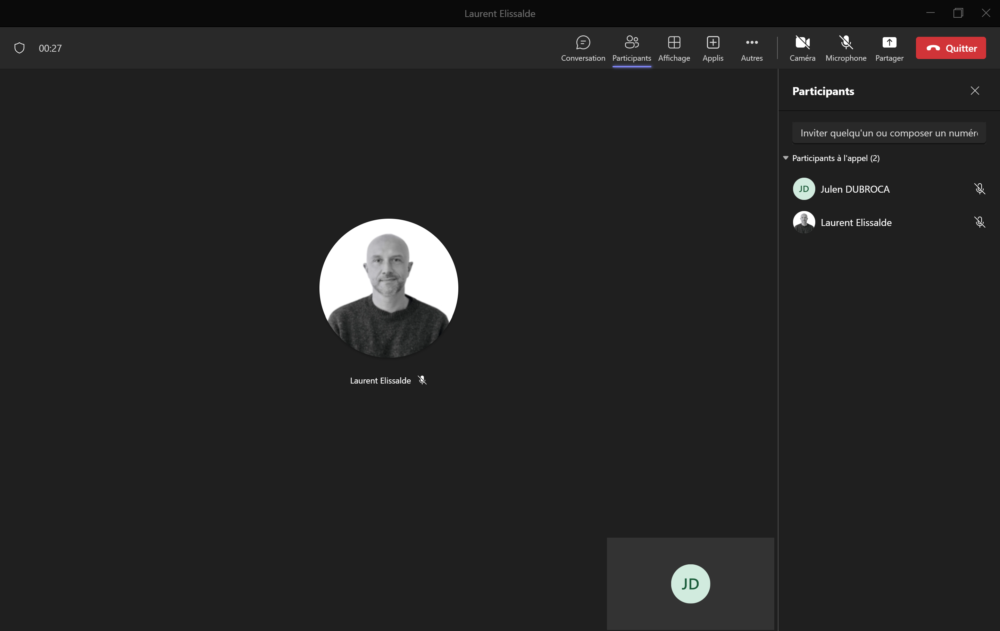 Laurent Elissalde
00:27
Conversation
Participants
Affichage
Applis
Autres
Caméra
Microphone
Partager
Quitter
Participants
Inviter quelqu'un ou composer un numér
Participants à l'appel (2)
JD Julen DUBROCA
Laurent Elissalde
Laurent Elissalde
JD